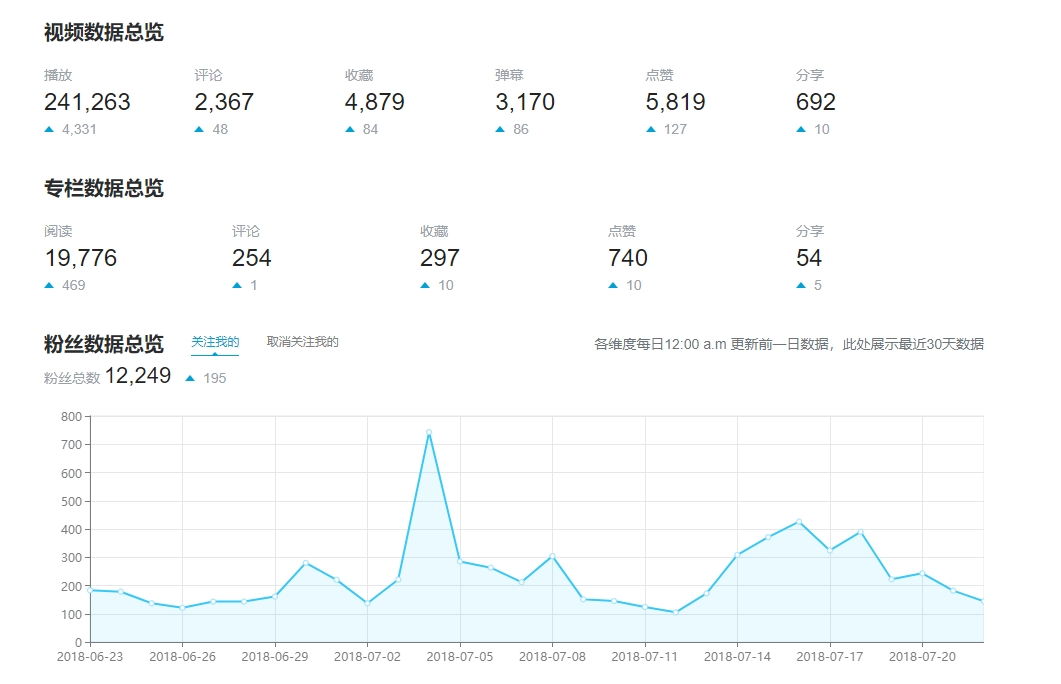 视频数据总览
播放 评论 收藏 弹幕 点赞 分享
241,263 2,367 4,879 3,170 5,819 692
4,331 48 84 86 127 10
专栏数据总览
阅读 评论 收藏 点赞 分享
19,776 254 297 740 54
469 1 10 10 5
粉丝数据总览 关注我的 取消关注我的 各维度每日12:00 a.m 更新前一日数据，此处展示最近30天数据
粉丝总数 12,249 195
800
700
600
500
400
300
200
100
0
2018-06-23 2018-06-26 2018-06-29 2018-07-02 2018-07-05 2018-07-08 2018-07-11 2018-07-14 2018-07-17 2018-07-20